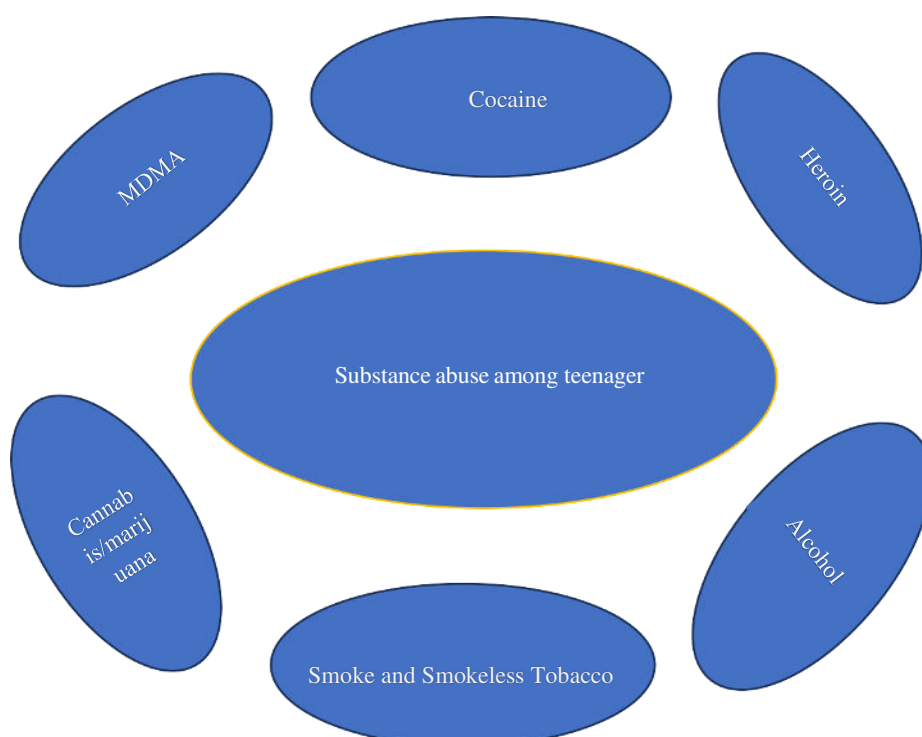 Cocaine
MDMA
Heroin
Substance abuse among teenager
Cannab
is/marij
uana
Alcohol
Smoke and Smokeless Tobacco